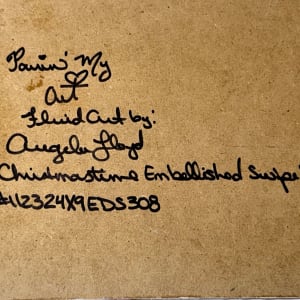 Pourin' My
Art
Fluid Art by:
Angela Lloyd
Christmastime Embellished Swipe
#112324X9EDS308